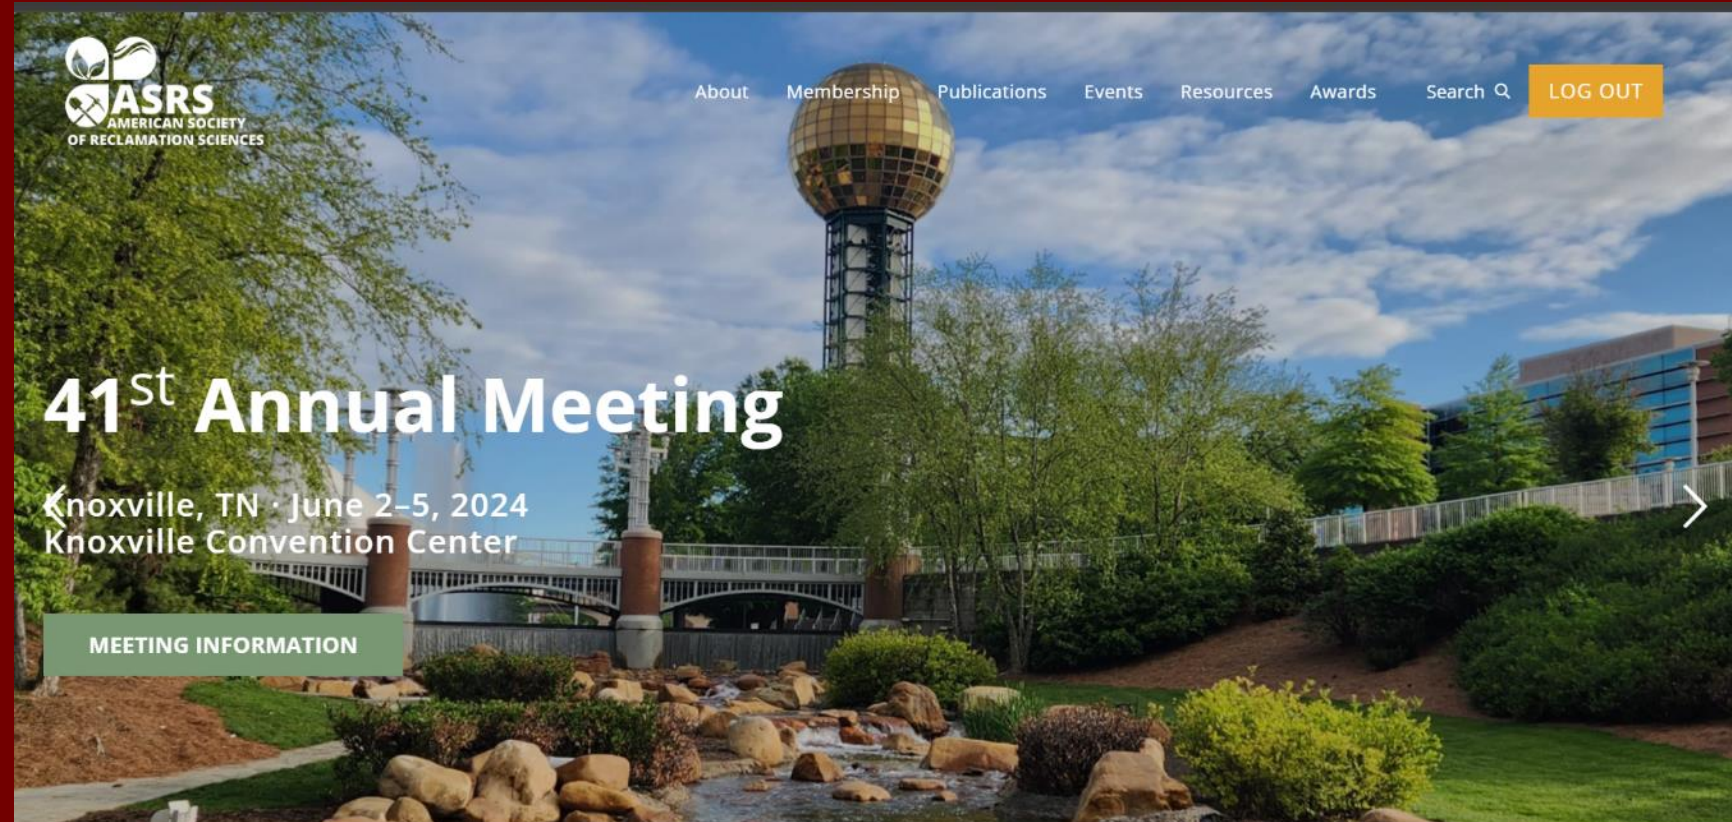 ASRS
AMERICAN SOCIETY
OF RECLAMATION SCIENCES
About Membership Publications Events Resources Awards Search LOG OUT
41st Annual Meeting
Knoxville, TN · June 2–5, 2024
Knoxville Convention Center
MEETING INFORMATION